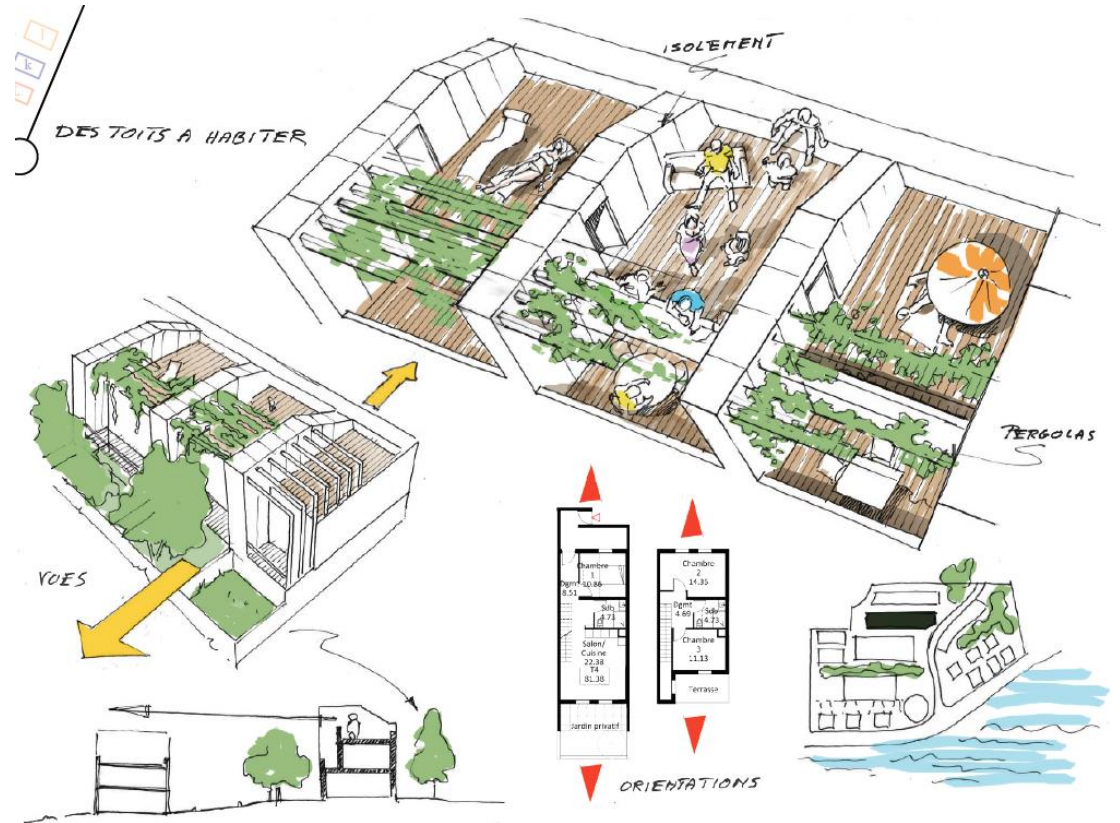 k
ISOLEMENT
DES TOITS A HABITER
PERGOLAS
VUES
Chambre
1
10.86
Dgmt
8.51
Sdb
4.73
Salon/
Cuisine
22.38
T4
81.38
Jardin privatif
Chambre
2
14.35
Dgmt
4.69
Sdb
4.73
Chambre
3
11.13
Terrasse
ORIENTATIONS